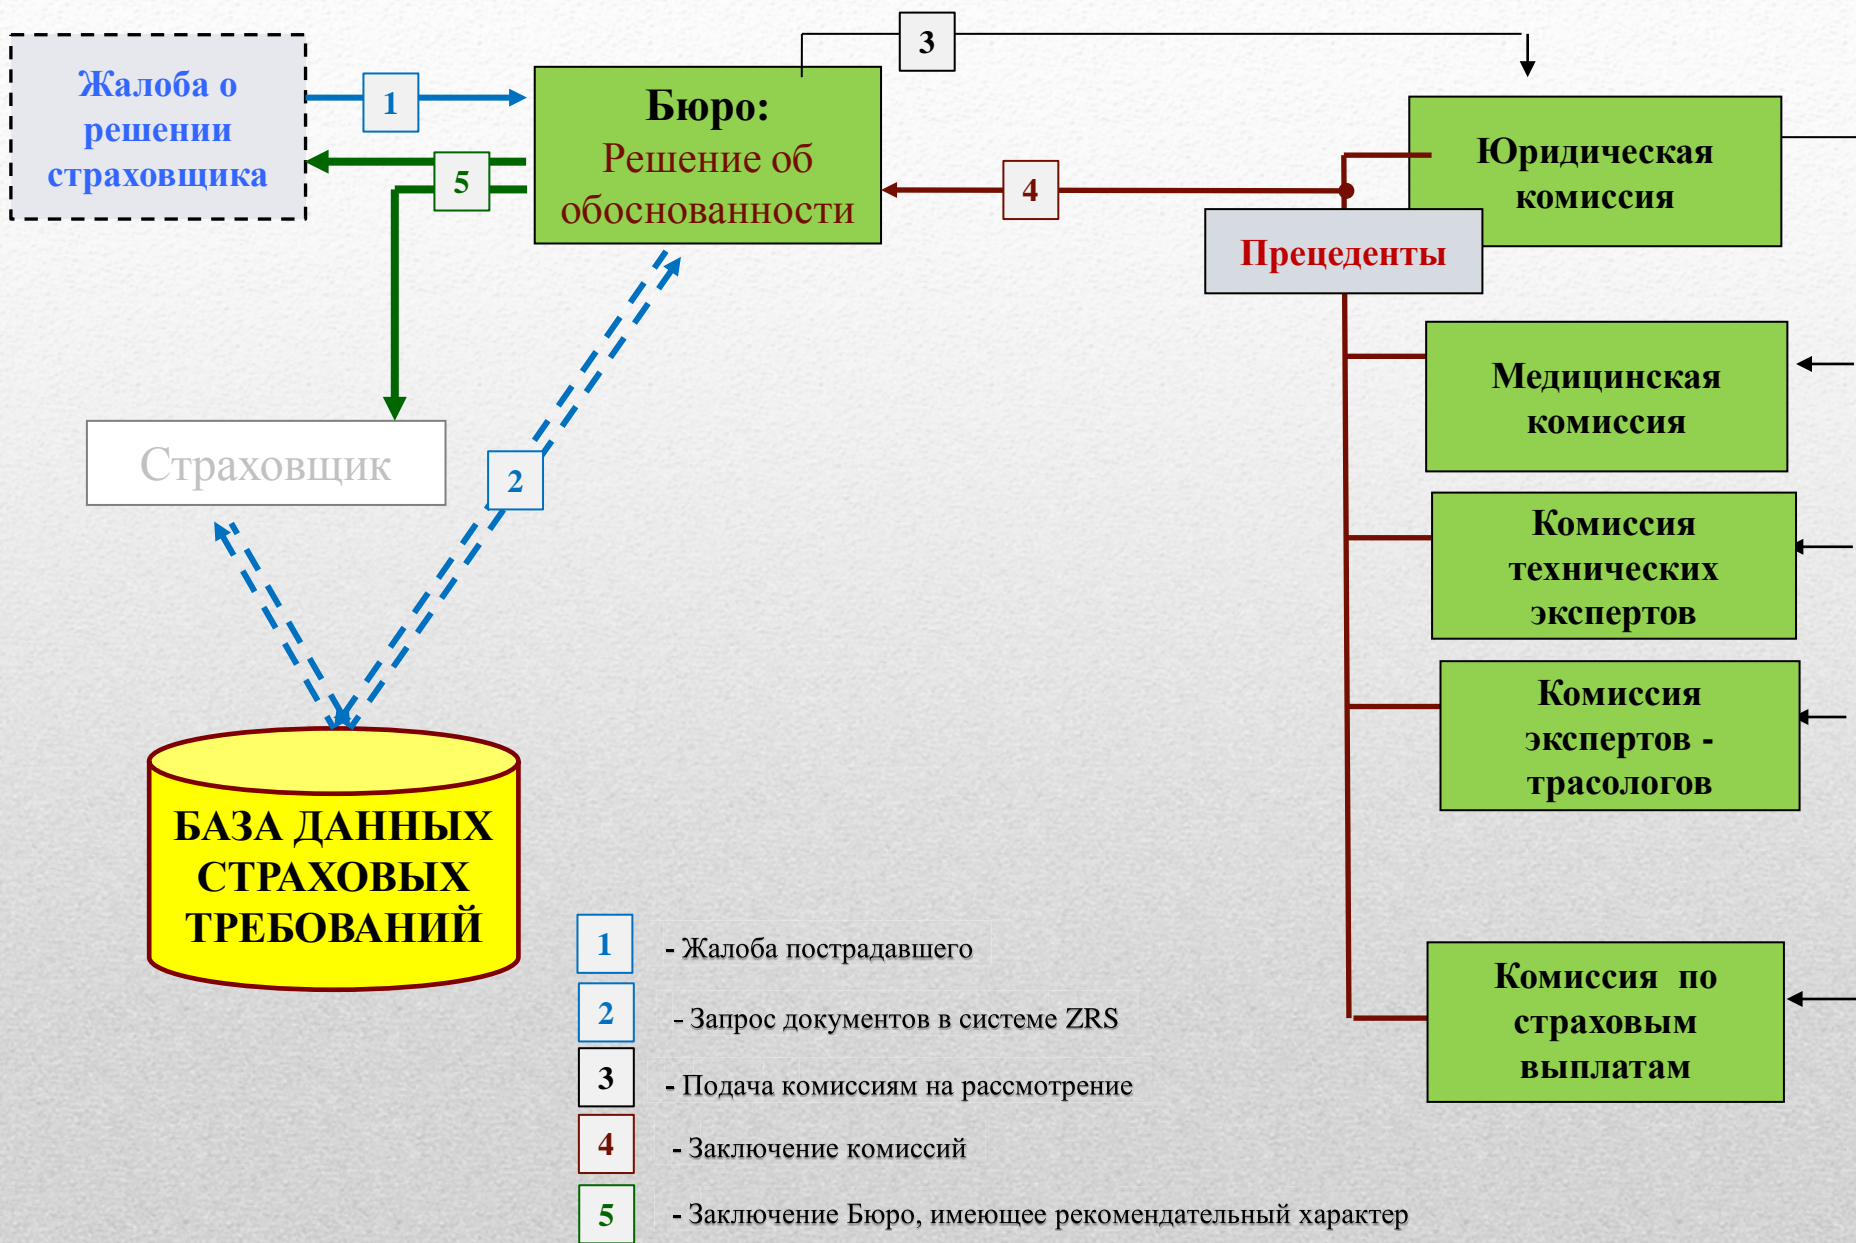 3
Жалоба о
решении
страховщика
1
5
Бюро:
Решение об
обоснованности
4
Юридическая
комиссия
Прецеденты
Медицинская
комиссия
Страховщик
2
Комиссия
технических
экспертов
Комиссия
экспертов -
трасологов
БАЗА ДАННЫХ
СТРАХОВЫХ
ТРЕБОВАНИЙ
Комиссия по
страховым
выплатам
1 - Жалоба пострадавшего
2 - Запрос документов в системе ZRS
3 - Подача комиссиям на рассмотрение
4 - Заключение комиссий
5 - Заключение Бюро, имеющее рекомендательный характер